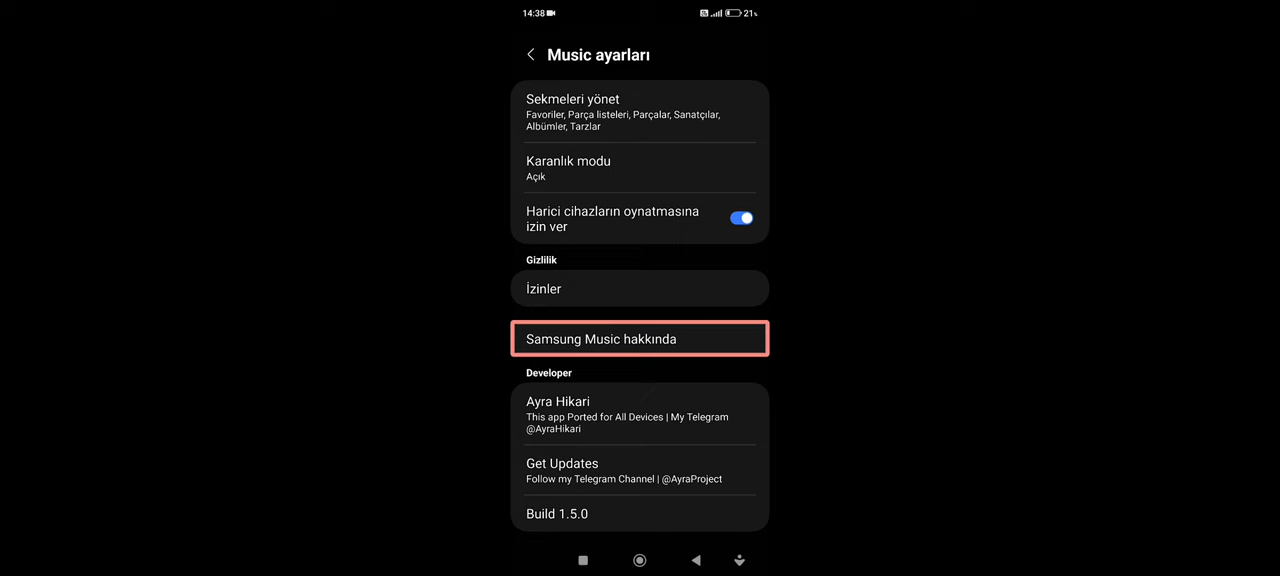 14:38 21%
Music ayarları
Sekmeleri yönet
Favoriler, Parça listeleri, Parçalar, Sanatçılar,
Albümler, Tarzlar
Karanlık modu
Açık
Harici cihazların oynatmasına
izin ver
Gizlilik
İzinler
Samsung Music hakkında
Developer
Ayra Hikari
This app Ported for All Devices | My Telegram
@AyraHikari
Get Updates
Follow my Telegram Channel | @AyraProject
Build 1.5.0